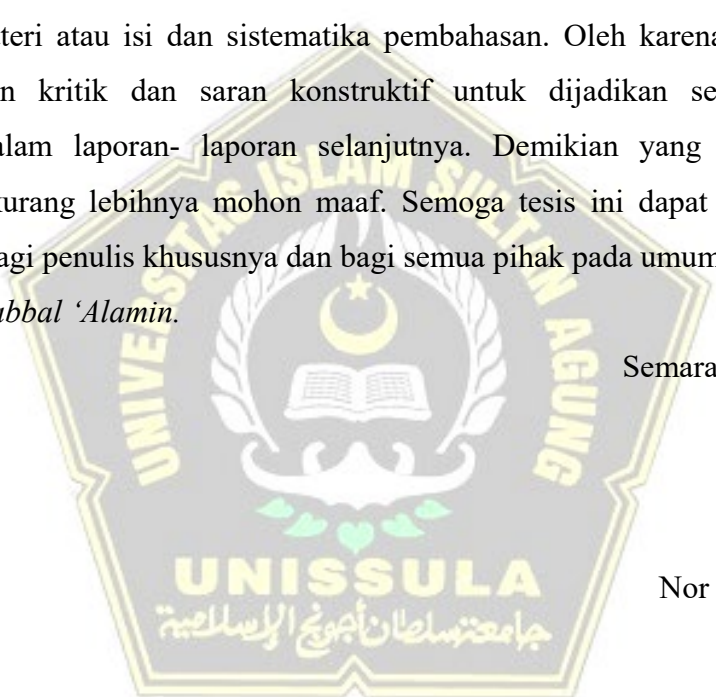 teri atau isi dan sistematika pembahasan. Oleh karena
n kritik dan saran konstruktif untuk dijadikan se
alam laporan- laporan selanjutnya. Demikian yang
urang lebihnya mohon maaf. Semoga tesis ini dapat
agi penulis khususnya dan bagi semua pihak pada umum
ubbal ‘Alamin.
Semara
Nor
UNIVERSITAS ISLAM SULTAN AGUNG
UNISSULA
جامعة سلطان أجونج الإسلامية